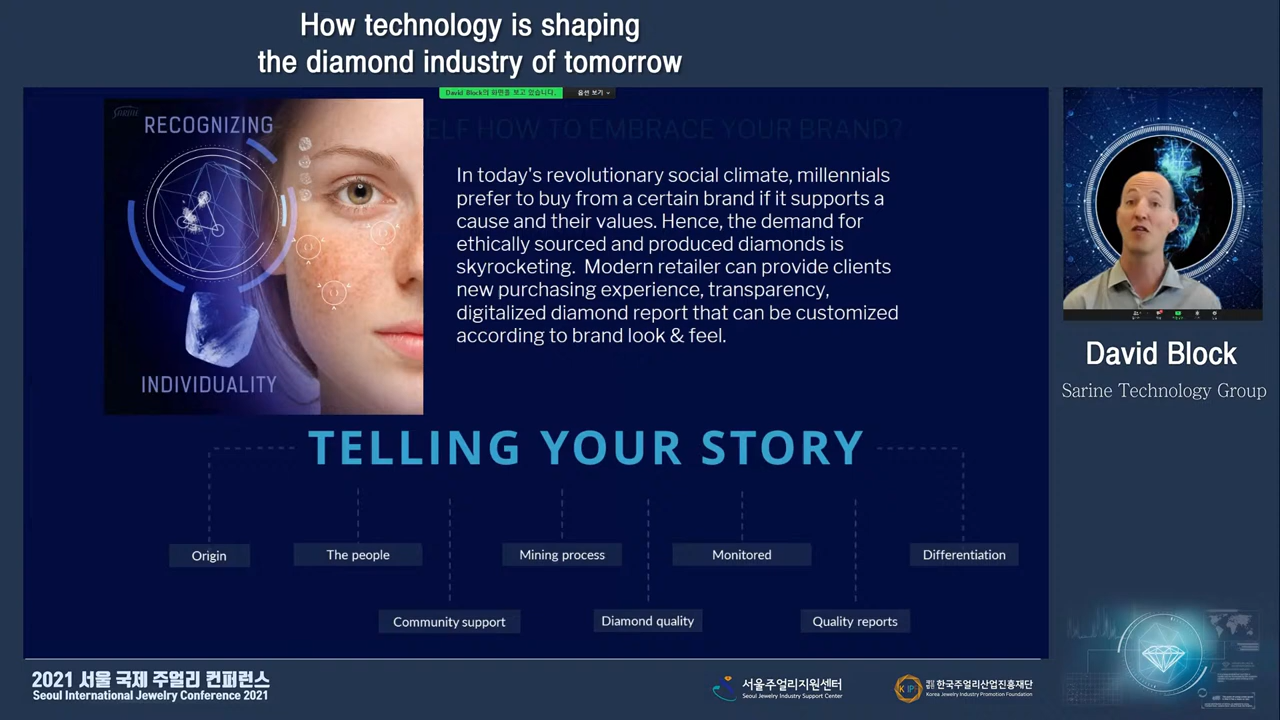 How technology is shaping
the diamond industry of tomorrow
David Block의 화면을 보고 있습니다.
옵션 보기
SARINE
RECOGNIZING
INDIVIDUALITY
ELF HOW TO EMBRACE YOUR BRAND?
In today's revolutionary social climate, millennials
prefer to buy from a certain brand if it supports a
cause and their values. Hence, the demand for
ethically sourced and produced diamonds is
skyrocketing. Modern retailer can provide clients
new purchasing experience, transparency,
digitalized diamond report that can be customized
according to brand look & feel.
TELLING YOUR STORY
Origin
The people
Mining process
Monitored
Differentiation
Community support
Diamond quality
Quality reports
David Block
Sarine Technology Group
2021 서울 국제 주얼리 컨퍼런스
Seoul International Jewelry Conference 2021
서울주얼리지원센터
Seoul Jewelry Industry Support Center
재단법인 한국주얼리산업진흥재단
Korea Jewelry Industry Promotion Foundation